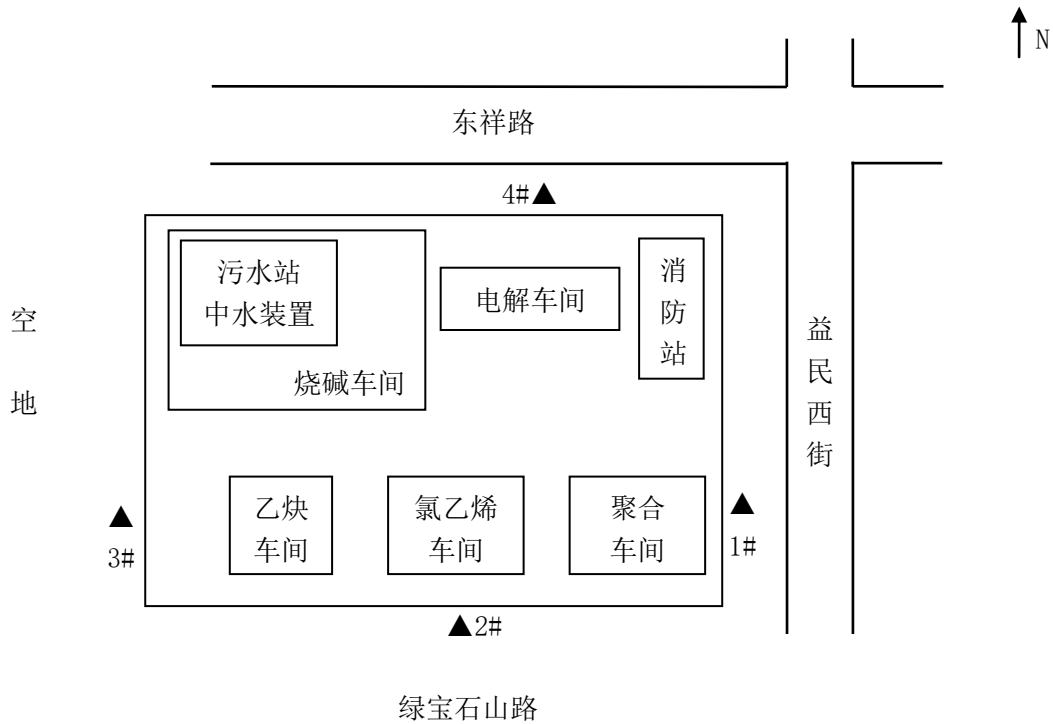 N
东祥路
4#▲
污水站
中水装置
烧碱车间
电解车间
消
防
站
空
地
益
民
西
街
乙炔
车间
氯乙烯
车间
聚合
车间
▲
3#
▲
1#
▲2#
绿宝石山路